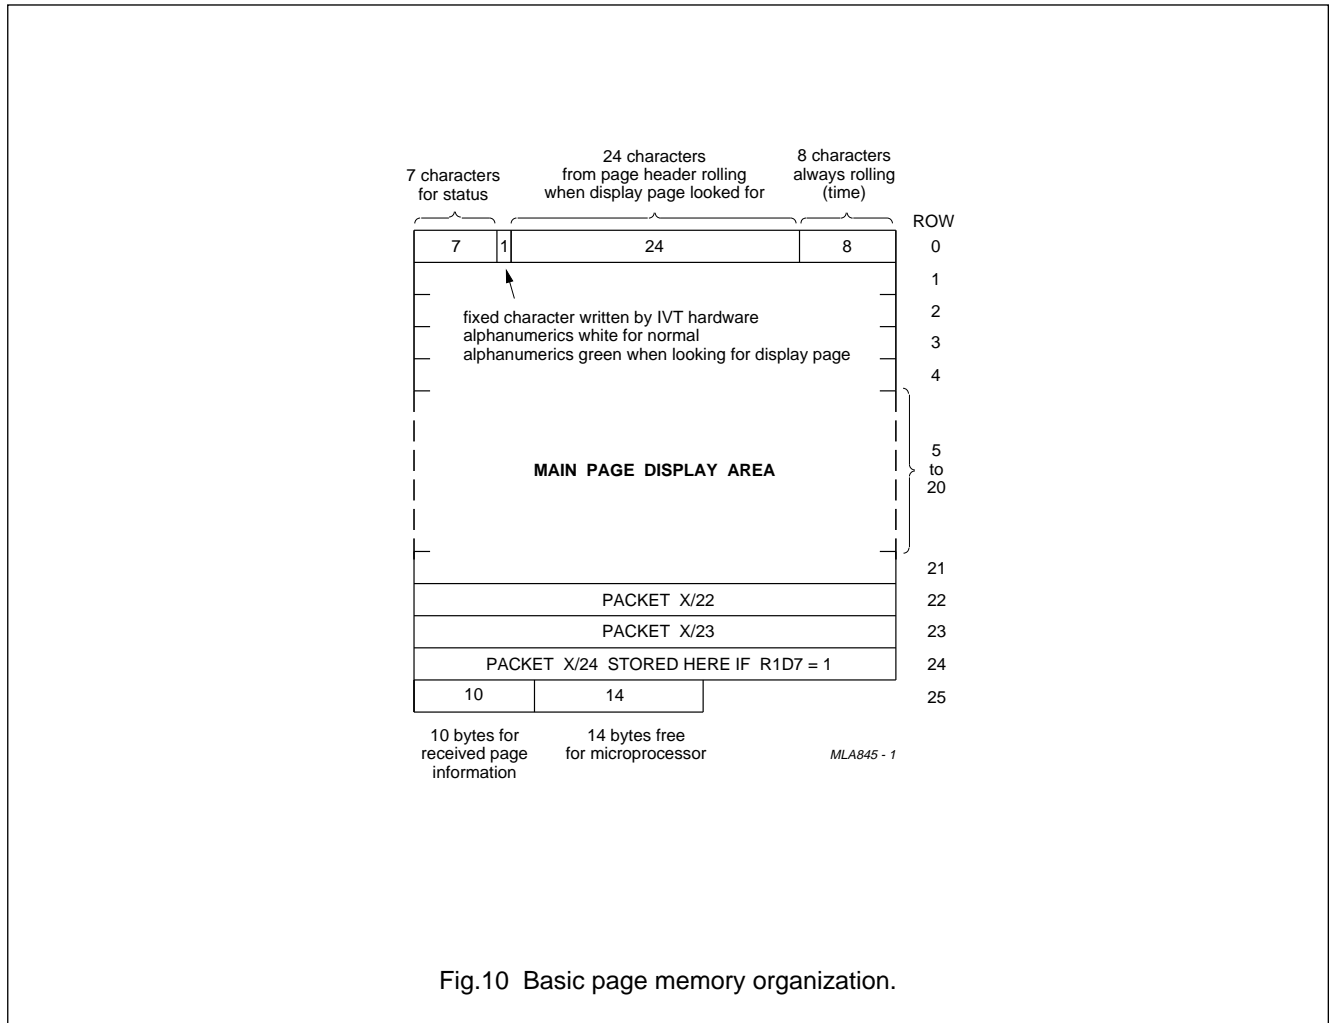 7 characters
for status
24 characters
from page header rolling
when display page looked for
8 characters
always rolling
(time)
ROW
7
1
24
8
0
1
fixed character written by IVT hardware
alphanumerics white for normal
alphanumerics green when looking for display page
2
3
4
MAIN PAGE DISPLAY AREA
5
to
20
21
PACKET X/22
22
PACKET X/23
23
PACKET X/24 STORED HERE IF R1D7 = 1
24
10
14
25
10 bytes for
received page
information
14 bytes free
for microprocessor
MLA845 - 1
Fig.10 Basic page memory organization.